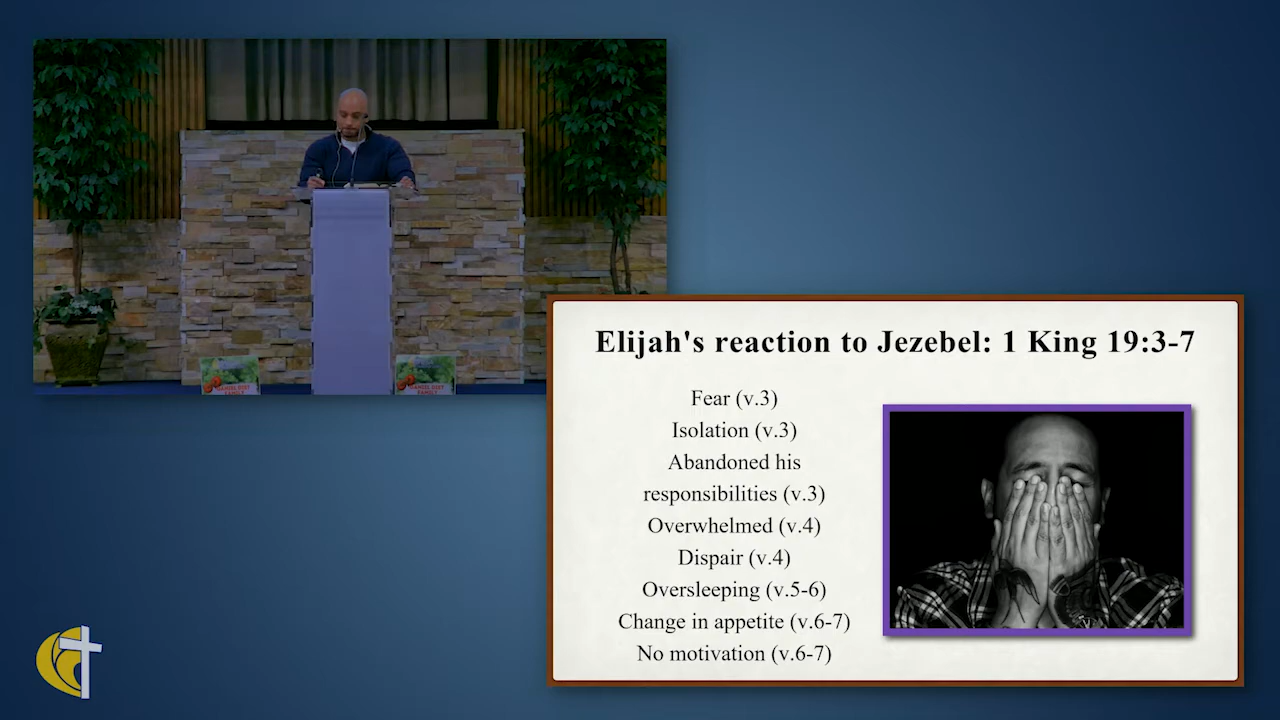 Elijah's reaction to Jezebel: 1 King 19:3-7
Fear (v.3)
Isolation (v.3)
Abandoned his
responsibilities (v.3)
Overwhelmed (v.4)
Dispair (v.4)
Oversleeping (v.5-6)
Change in appetite (v.6-7)
No motivation (v.6-7)
FAMILY